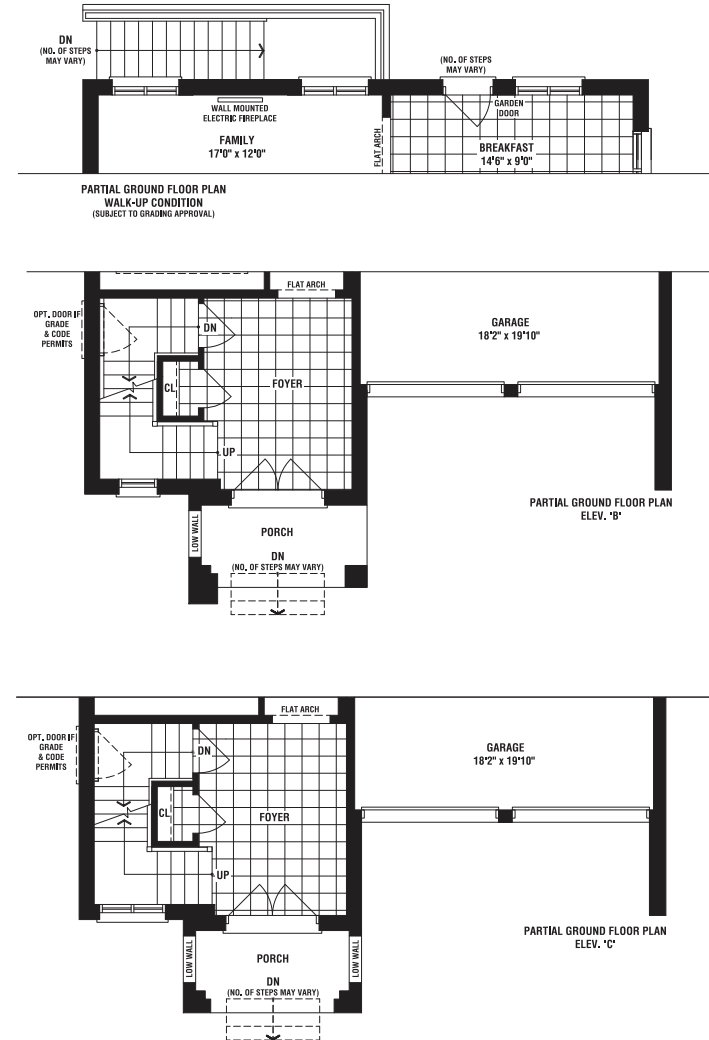 DN
(NO. OF STEPS
MAY VARY)
(NO. OF STEPS
MAY VARY)
WALL MOUNTED
ELECTRIC FIREPLACE
GARDEN
DOOR
FAMILY
17'0" x 12'0"
FLAT ARCH
BREAKFAST
14'6" x 9'0"
PARTIAL GROUND FLOOR PLAN
WALK-UP CONDITION
(SUBJECT TO GRADING APPROVAL)
FLAT ARCH
OPT. DOOR IF
GRADE
& CODE
PERMITS
DN
GARAGE
18'2" x 19'10"
CL
FOYER
UP
PARTIAL GROUND FLOOR PLAN
ELEV. 'B'
LOW WALL
PORCH
DN
(NO. OF STEPS MAY VARY)
FLAT ARCH
OPT. DOOR IF
GRADE
& CODE
PERMITS
DN
GARAGE
18'2" x 19'10"
CL
FOYER
UP
PARTIAL GROUND FLOOR PLAN
ELEV. 'C'
LOW WALL
PORCH
LOW WALL
DN
(NO. OF STEPS MAY VARY)